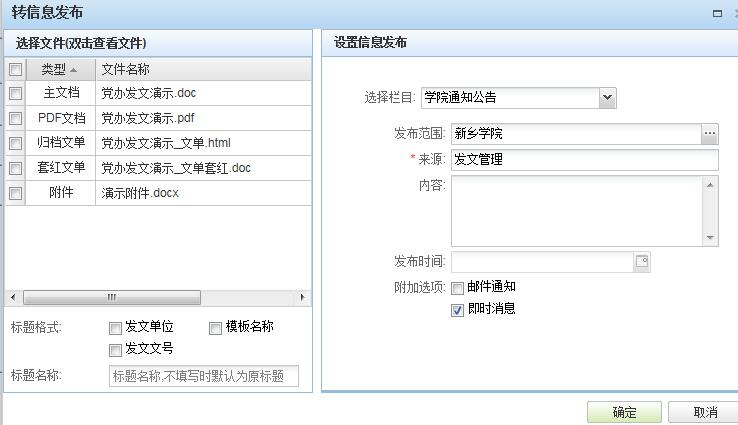 转信息发布
选择文件(双击查看文件)
类型 文件名称
主文档 党办发文演示.doc
PDF文档 党办发文演示.pdf
归档文单 党办发文演示_文单.html
套红文单 党办发文演示_文单套红.doc
附件 演示附件.docx
标题格式: 发文单位 模板名称
发文文号
标题名称: 标题名称,不填写时默认为原标题
设置信息发布
选择栏目: 学院通知公告
发布范围: 新乡学院
*来源: 发文管理
内容:
发布时间:
附加选项: 邮件通知
即时消息
确定 取消